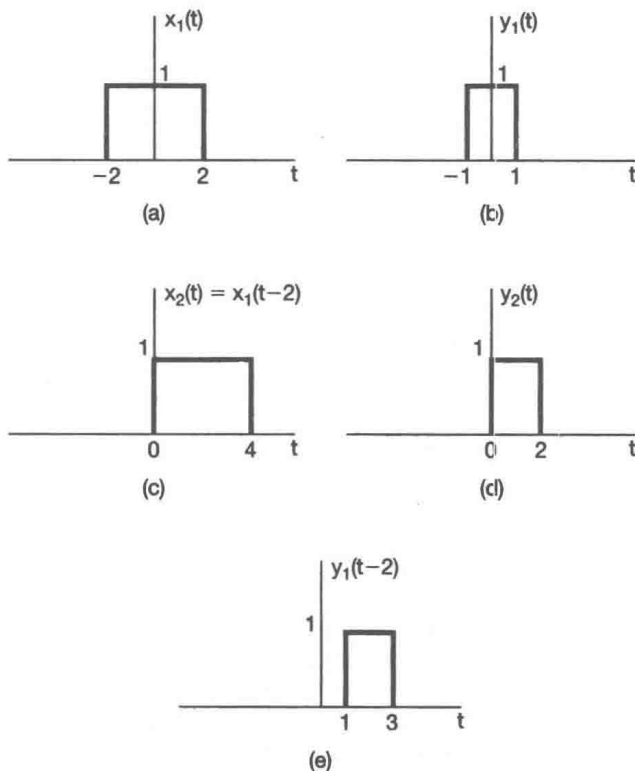 x₁(t)
1
−2 2 t
(a)
y₁(t)
1
−1 1 t
(b)
x₂(t) = x₁(t−2)
1
0 4 t
(c)
y₂(t)
1
0 2 t
(d)
y₁(t−2)
1
1 3 t
(e)